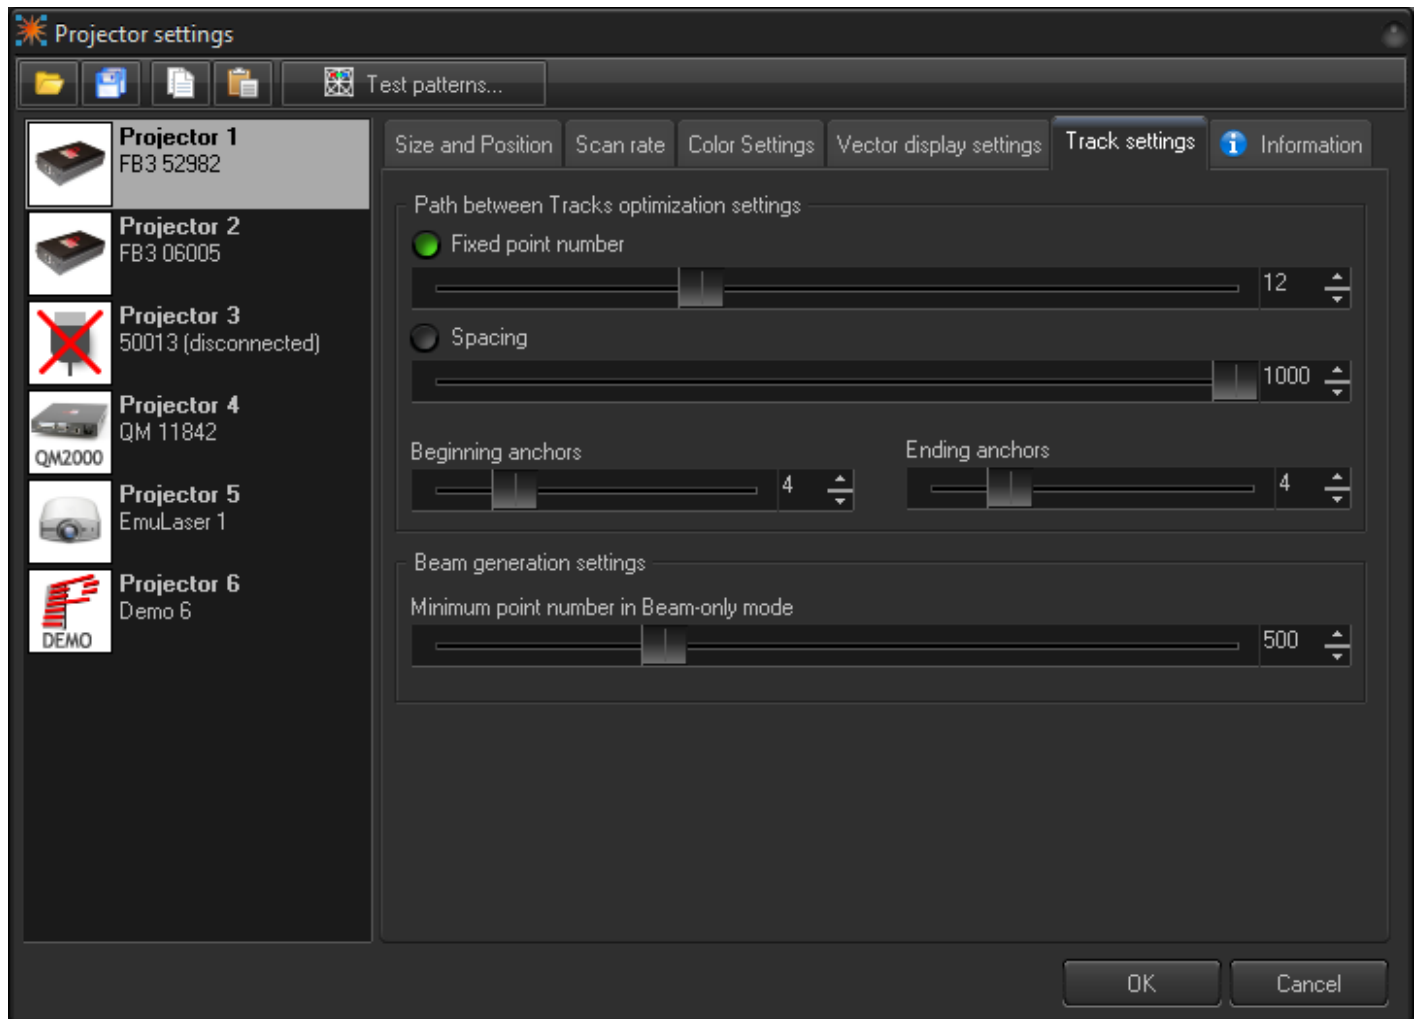 Projector settings
Test patterns...
Projector 1
FB3 52982
Projector 2
FB3 06005
Projector 3
50013 (disconnected)
Projector 4
QM 11842
QM2000
Projector 5
EmuLaser 1
Projector 6
Demo 6
DEMO
Size and Position Scan rate Color Settings Vector display settings Track settings Information
Path between Tracks optimization settings
Fixed point number
12
Spacing
1000
Beginning anchors Ending anchors
4 4
Beam generation settings
Minimum point number in Beam-only mode
500
OK Cancel